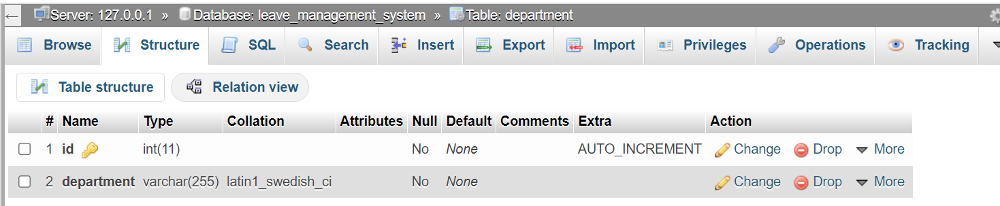 Server: 127.0.0.1 » Database: leave_management_system » Table: department
Browse Structure SQL Search Insert Export Import Privileges Operations Tracking
Table structure Relation view
# Name Type Collation Attributes Null Default Comments Extra Action
1 id int(11) No None AUTO_INCREMENT Change Drop More
2 department varchar(255) latin1_swedish_ci No None Change Drop More